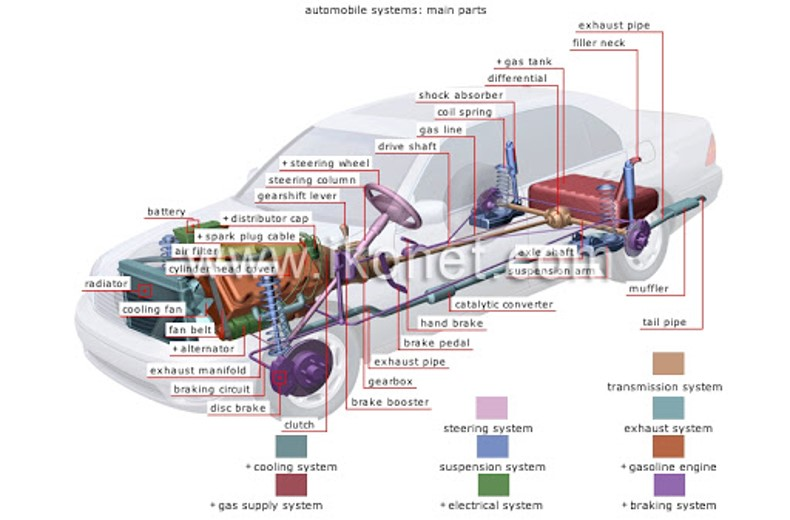 automobile systems: main parts
exhaust pipe
filler neck
+ gas tank
differential
shock absorber
coil spring
gas line
drive shaft
+ steering wheel
steering column
gearshift lever
battery
+ distributor cap
+ spark plug cable
air filter
cylinder head cover
www.ikonet.com
radiator
cooling fan
fan belt
+ alternator
exhaust manifold
braking circuit
disc brake
clutch
brake booster
gearbox
exhaust pipe
brake pedal
hand brake
catalytic converter
axle shaft
suspension arm
muffler
tail pipe
transmission system
steering system
exhaust system
+ cooling system
suspension system
+ gasoline engine
+ gas supply system
+ electrical system
+ braking system